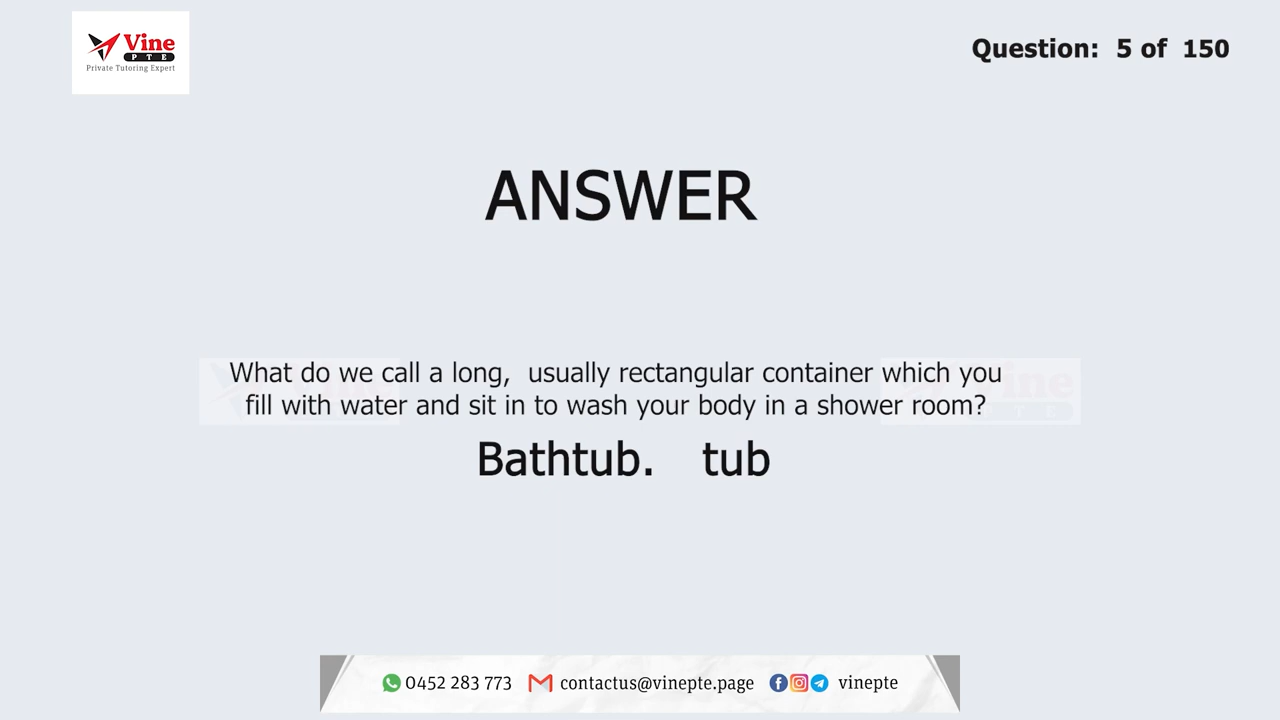 Vine
PTE
Private Tutoring Expert
Question: 5 of 150
ANSWER
What do we call a long, usually rectangular container which you
fill with water and sit in to wash your body in a shower room?
Bathtub. tub
0452 283 773 contactus@vinepte.page vinepte